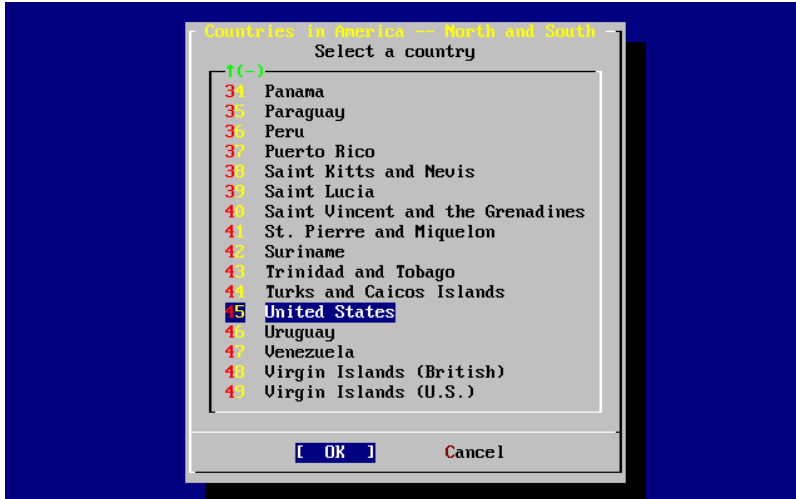 Countries in America -- North and South
Select a country
↑(-)
34 Panama
35 Paraguay
36 Peru
37 Puerto Rico
38 Saint Kitts and Nevis
39 Saint Lucia
40 Saint Vincent and the Grenadines
41 St. Pierre and Miquelon
42 Suriname
43 Trinidad and Tobago
44 Turks and Caicos Islands
45 United States
46 Uruguay
47 Venezuela
48 Virgin Islands (British)
49 Virgin Islands (U.S.)
[ OK ] Cancel